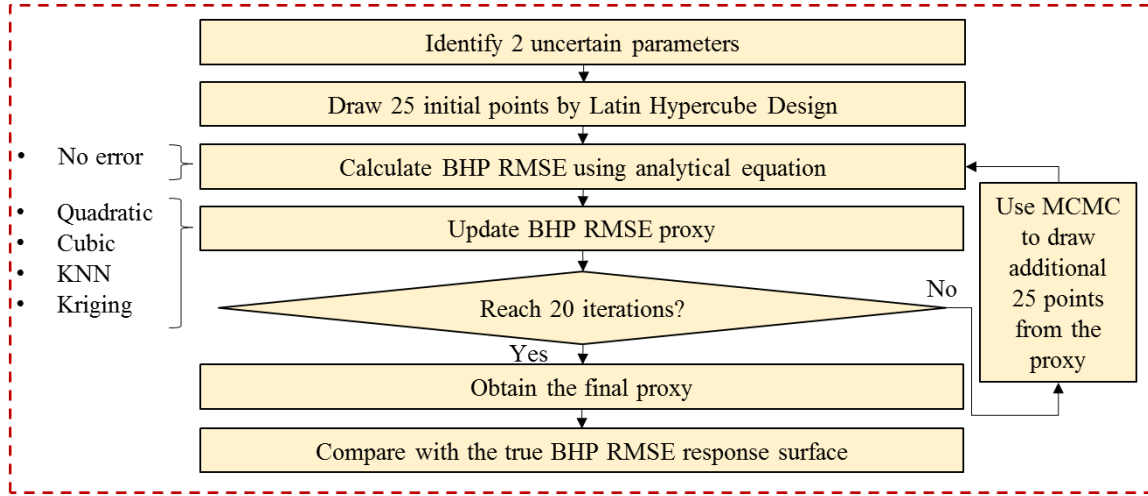 Identify 2 uncertain parameters
Draw 25 initial points by Latin Hypercube Design
• No error
Calculate BHP RMSE using analytical equation
• Quadratic
• Cubic
• KNN
• Kriging
Update BHP RMSE proxy
Reach 20 iterations?
No
Yes
Use MCMC
to draw
additional
25 points
from the
proxy
Obtain the final proxy
Compare with the true BHP RMSE response surface